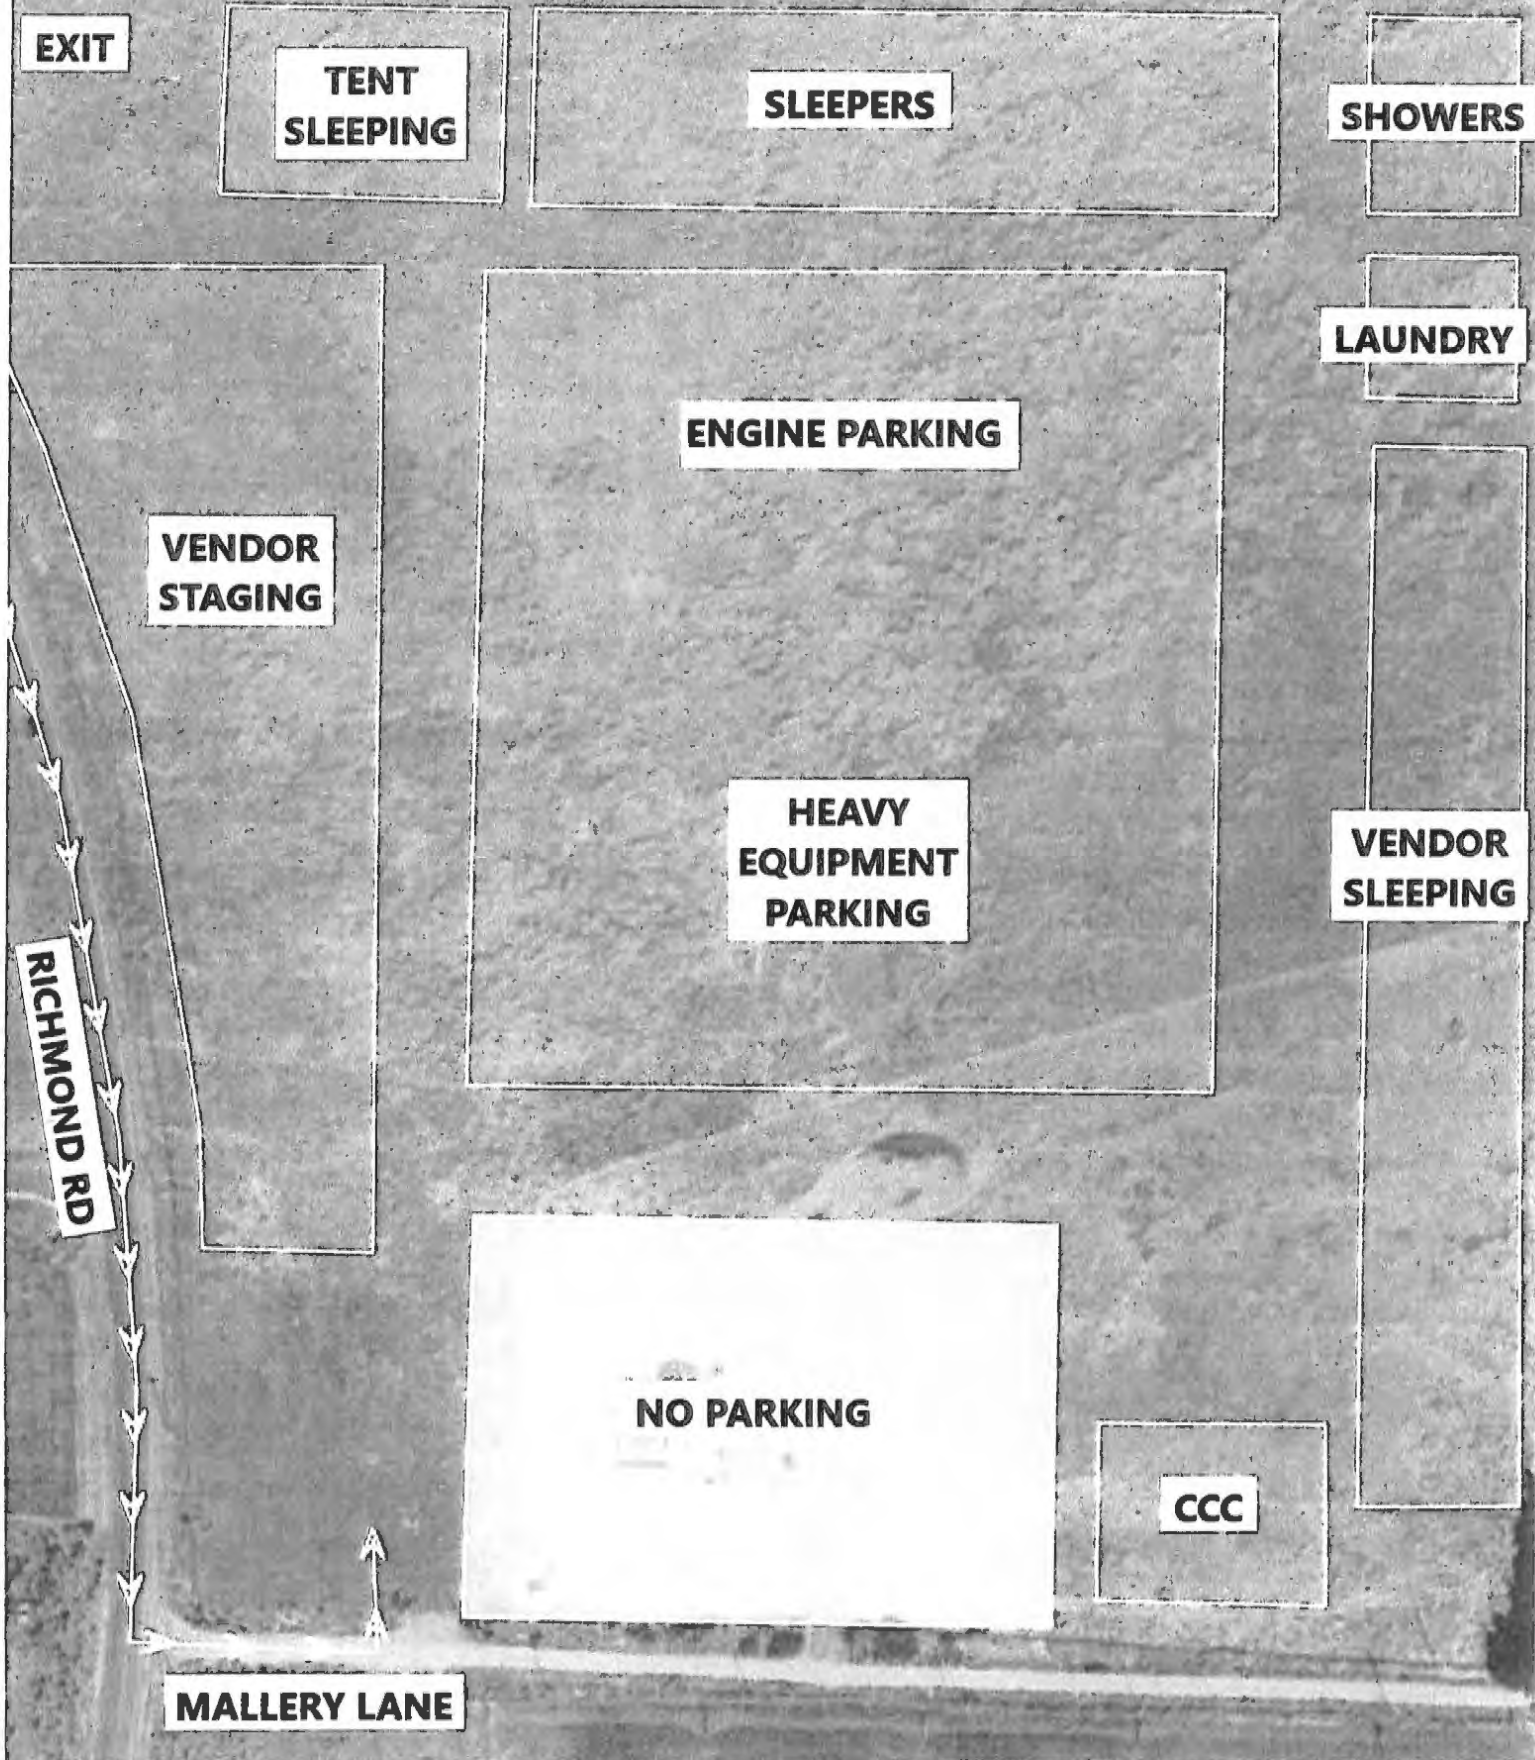 EXIT
TENT
SLEEPING
SLEEPERS
SHOWERS
LAUNDRY
ENGINE PARKING
VENDOR
STAGING
HEAVY
EQUIPMENT
PARKING
VENDOR
SLEEPING
RICHMOND RD
NO PARKING
CCC
MALLERY LANE